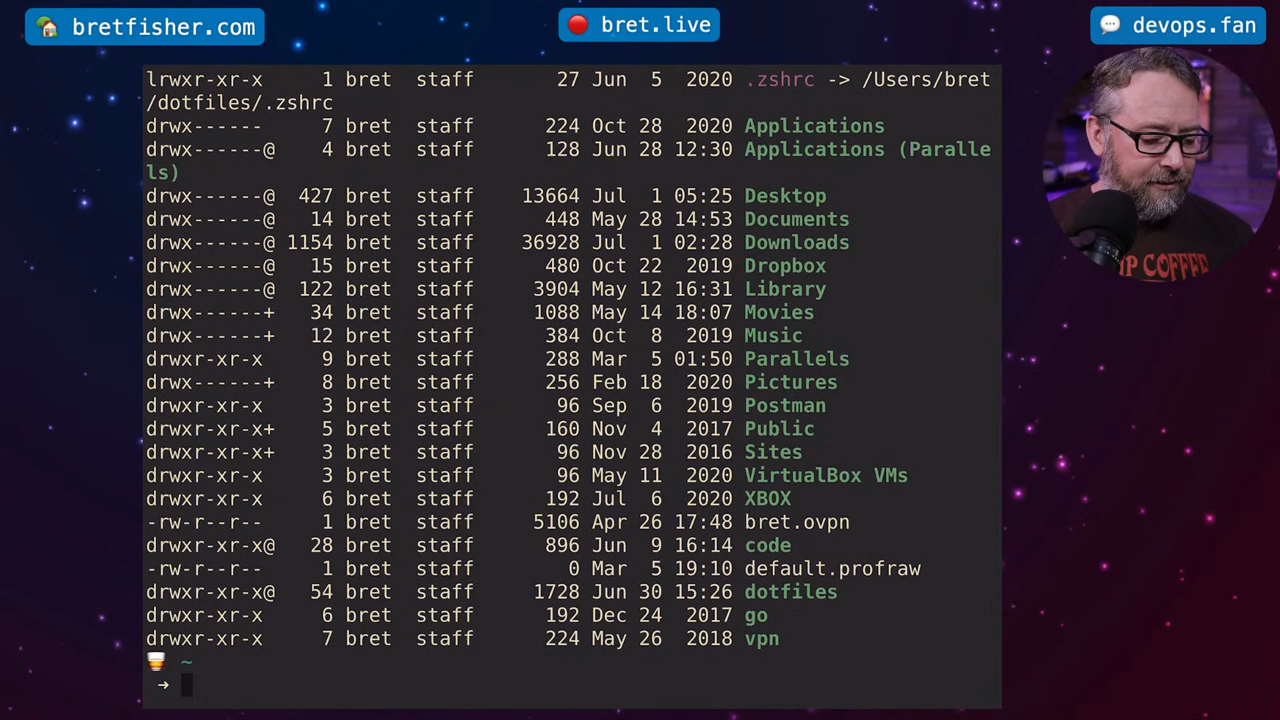 bretfisher.com
bret.live
devops.fan
lrwxr-xr-x 1 bret staff 27 Jun 5 2020 .zshrc -> /Users/bret
/dotfiles/.zshrc
drwx------ 7 bret staff 224 Oct 28 2020 Applications
drwx------@ 4 bret staff 128 Jun 28 12:30 Applications (Paralle
ls)
drwx------@ 427 bret staff 13664 Jul 1 05:25 Desktop
drwx------@ 14 bret staff 448 May 28 14:53 Documents
drwx------@ 1154 bret staff 36928 Jul 1 02:28 Downloads
drwx------@ 15 bret staff 480 Oct 22 2019 Dropbox
drwx------@ 122 bret staff 3904 May 12 16:31 Library
drwx------+ 34 bret staff 1088 May 14 18:07 Movies
drwx------+ 12 bret staff 384 Oct 8 2019 Music
drwxr-xr-x 9 bret staff 288 Mar 5 01:50 Parallels
drwx------+ 8 bret staff 256 Feb 18 2020 Pictures
drwxr-xr-x 3 bret staff 96 Sep 6 2019 Postman
drwxr-xr-x+ 5 bret staff 160 Nov 4 2017 Public
drwxr-xr-x+ 3 bret staff 96 Nov 28 2016 Sites
drwxr-xr-x 3 bret staff 96 May 11 2020 VirtualBox VMs
drwxr-xr-x 6 bret staff 192 Jul 6 2020 XBOX
-rw-r--r-- 1 bret staff 5106 Apr 26 17:48 bret.ovpn
drwxr-xr-x@ 28 bret staff 896 Jun 9 16:14 code
-rw-r--r-- 1 bret staff 0 Mar 5 19:10 default.profraw
drwxr-xr-x@ 54 bret staff 1728 Jun 30 15:26 dotfiles
drwxr-xr-x 6 bret staff 192 Dec 24 2017 go
drwxr-xr-x 7 bret staff 224 May 26 2018 vpn
~
➜
COFFEE